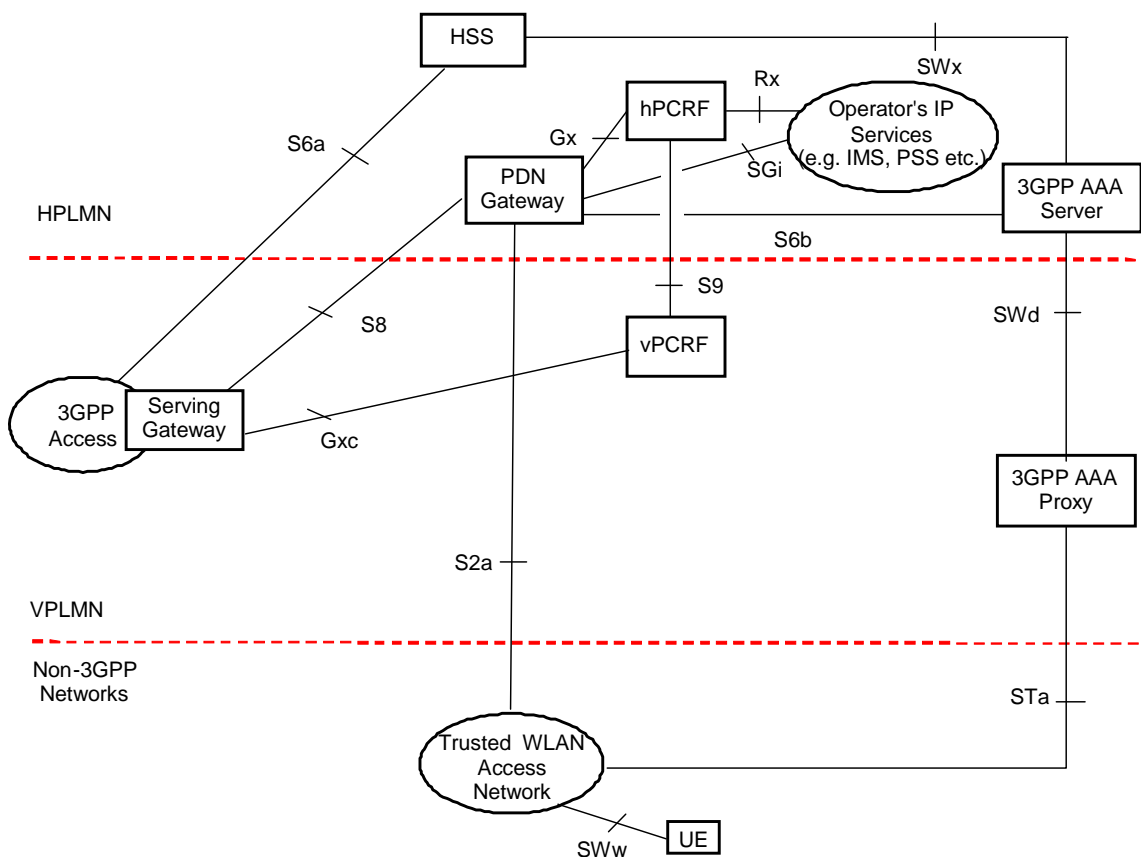 HSS
SWx
Rx
hPCRF
Operator's IP
Services
(e.g. IMS, PSS etc.)
Gx
S6a
SGi
PDN
Gateway
3GPP AAA
Server
HPLMN
S6b
S9
SWd
S8
vPCRF
3GPP
Access
Serving
Gateway
Gxc
3GPP AAA
Proxy
S2a
VPLMN
Non-3GPP
Networks
STa
Trusted WLAN
Access
Network
UE
SWw